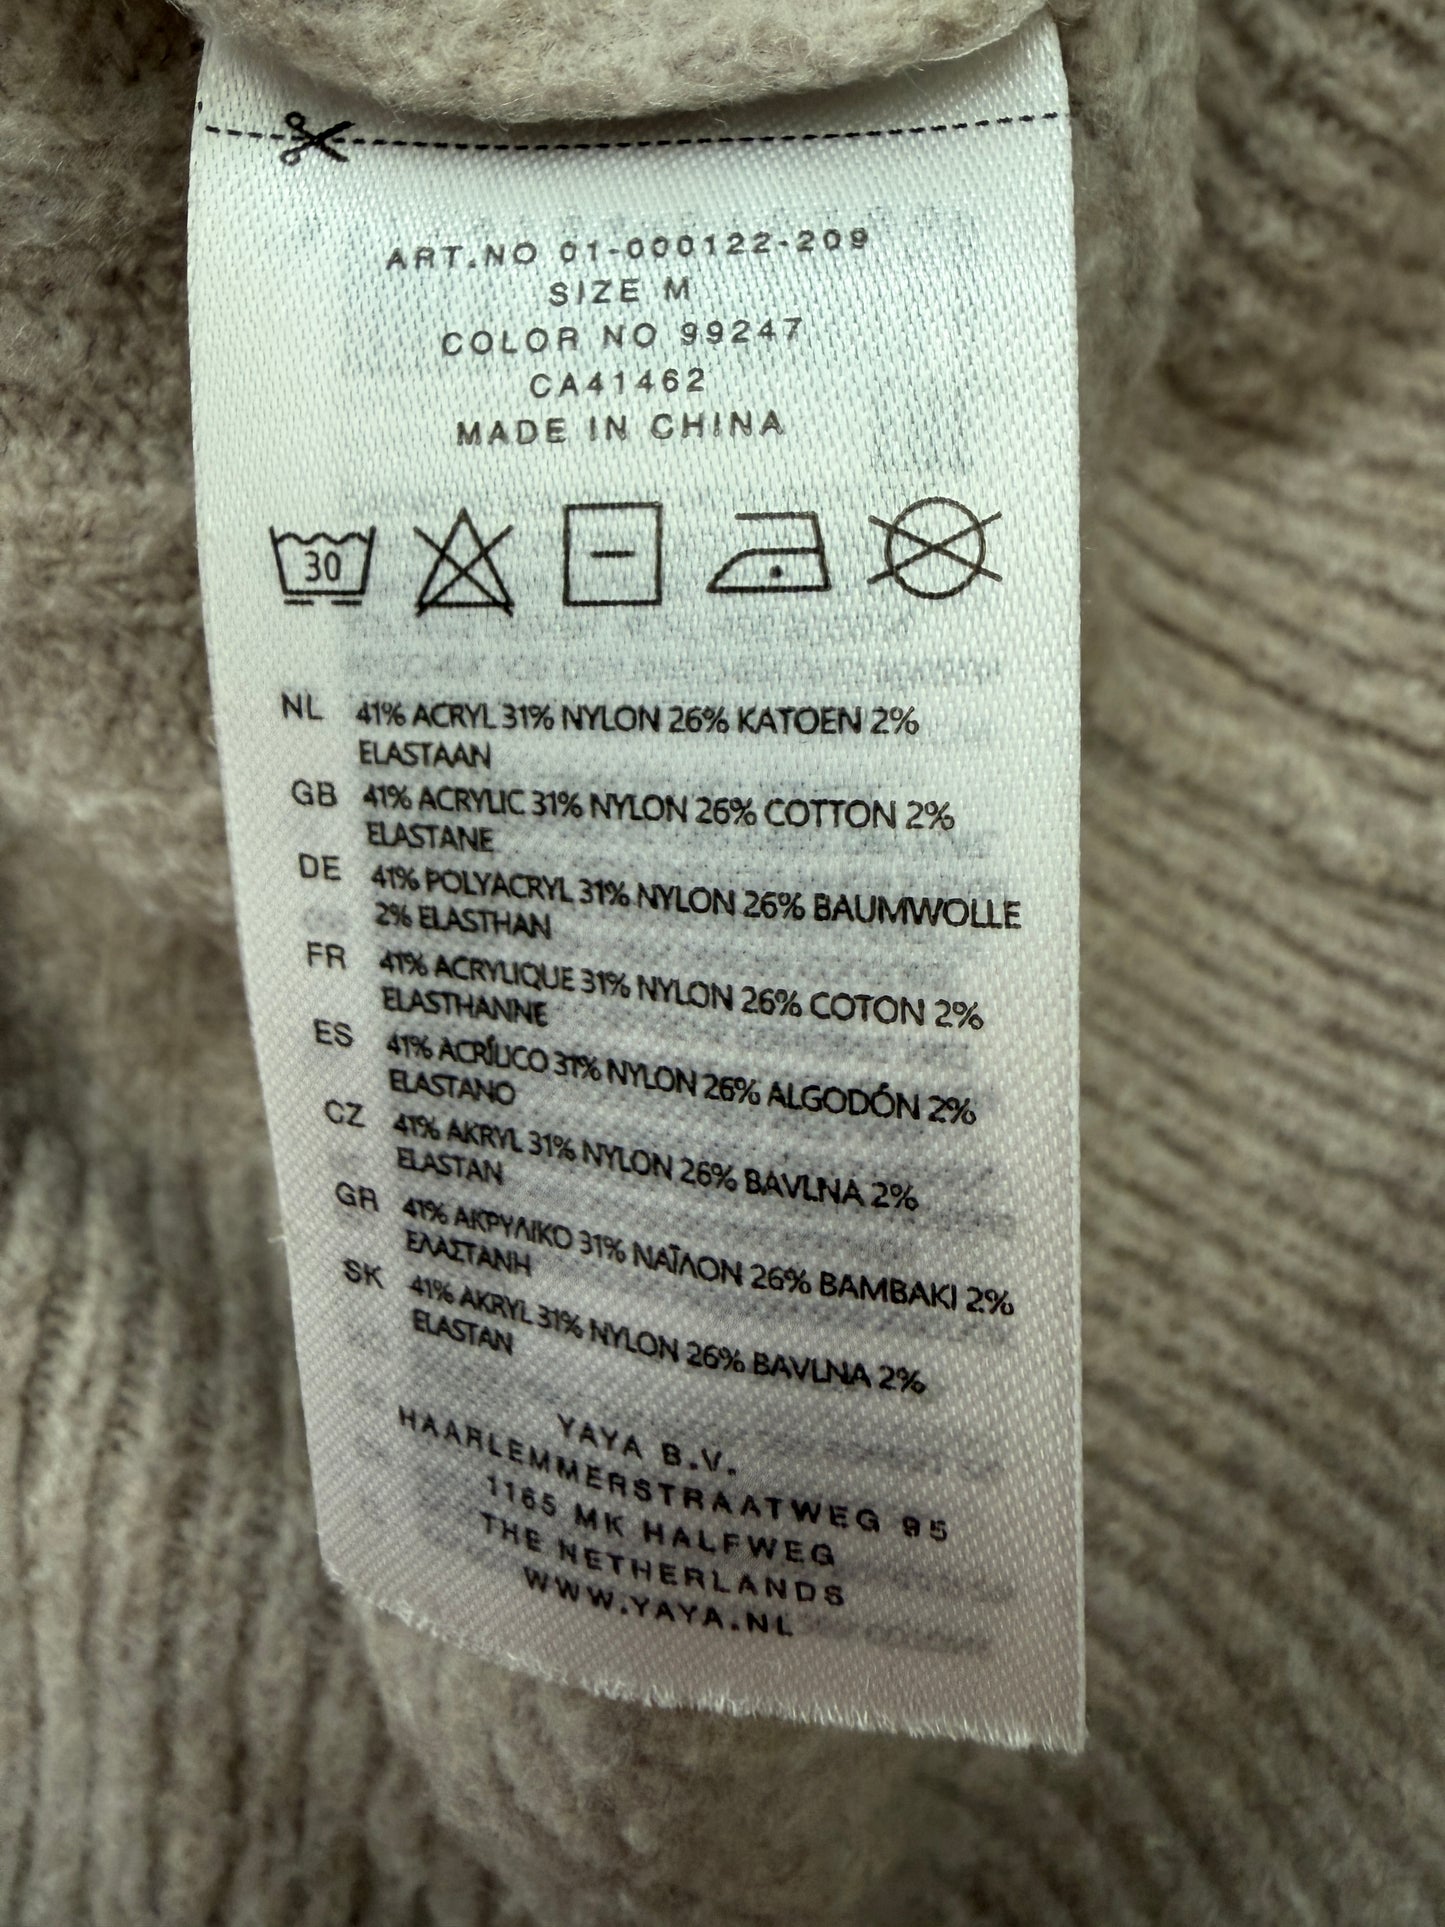 ART.NO 01-000122-209
SIZE M
COLOR NO 99247
CA41462
MADE IN CHINA
30
NL 41% ACRYL 31% NYLON 26% KATOEN 2%
ELASTAAN
GB 41% ACRYLIC 31% NYLON 26% COTTON 2%
ELASTANE
DE 41% POLYACRYL 31% NYLON 26% BAUMWOLLE
2% ELASTHAN
FR 41% ACRYLIQUE 31% NYLON 26% COTON 2%
ELASTHANNE
ES 41% ACRÍLICO 31% NYLON 26% ALGODÓN 2%
ELASTANO
CZ 41% AKRYL 31% NYLON 26% BAVLNA 2%
ELASTAN
GR 41% ΑΚΡΥΛΙΚΟ 31% ΝΑΪΛΟΝ 26% ΒΑΜΒΑΚΙ 2%
ΕΛΑΣΤΑΝΗ
SK 41% AKRYL 31% NYLON 26% BAVLNA 2%
ELASTAN
YAYA B.V.
HAARLEMMERSTRAATWEG 95
1165 MK HALFWEG
THE NETHERLANDS
WWW.YAYA.NL